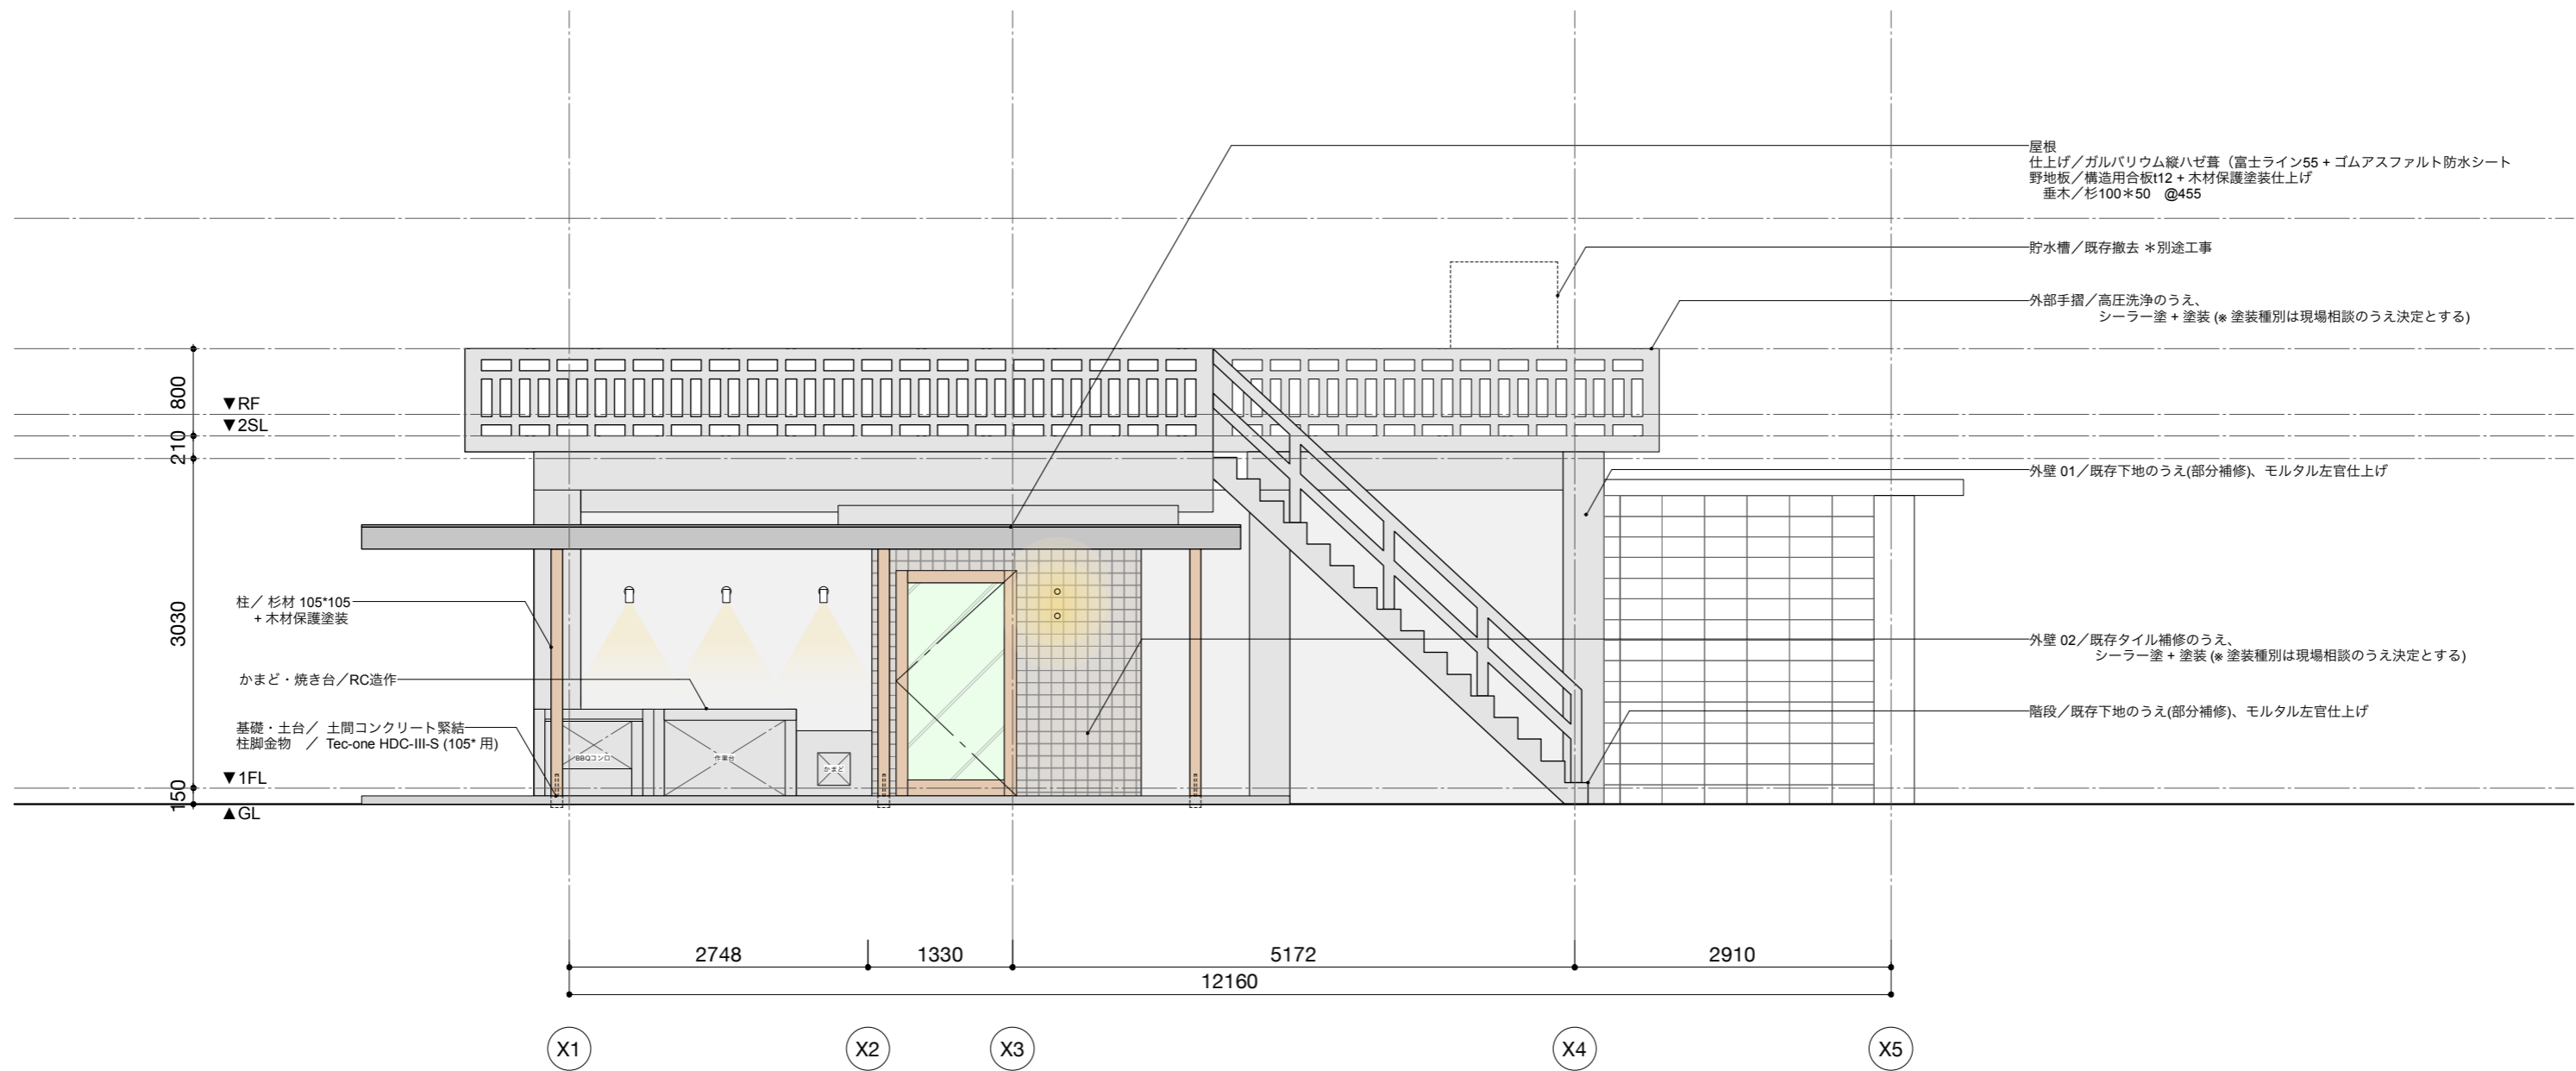 屋根
仕上げ／ガルバリウム縦ハゼ葺（富士ライン55 + ゴムアスファルト防水シート
野地板／構造用合板t12 + 木材保護塗装仕上げ
垂木／杉100＊50　@455
貯水槽／既存撤去 ＊別途工事
外部手摺／高圧洗浄のうえ、
シーラー塗 + 塗装 (※ 塗装種別は現場相談のうえ決定とする)
800
▼RF
▼2SL
210
外壁 01／既存下地のうえ(部分補修)、モルタル左官仕上げ
3030
柱／ 杉材 105*105
+ 木材保護塗装
外壁 02／既存タイル補修のうえ、
シーラー塗 + 塗装 (※ 塗装種別は現場相談のうえ決定とする)
かまど・焼き台／RC造作
階段／既存下地のうえ(部分補修)、モルタル左官仕上げ
基礎・土台／ 土間コンクリート緊結
柱脚金物　／ Tec-one HDC-III-S (105* 用)
BBQコンロ
作業台
かまど
▼1FL
150
▲GL
2748
1330
5172
2910
12160
X1
X2
X3
X4
X5